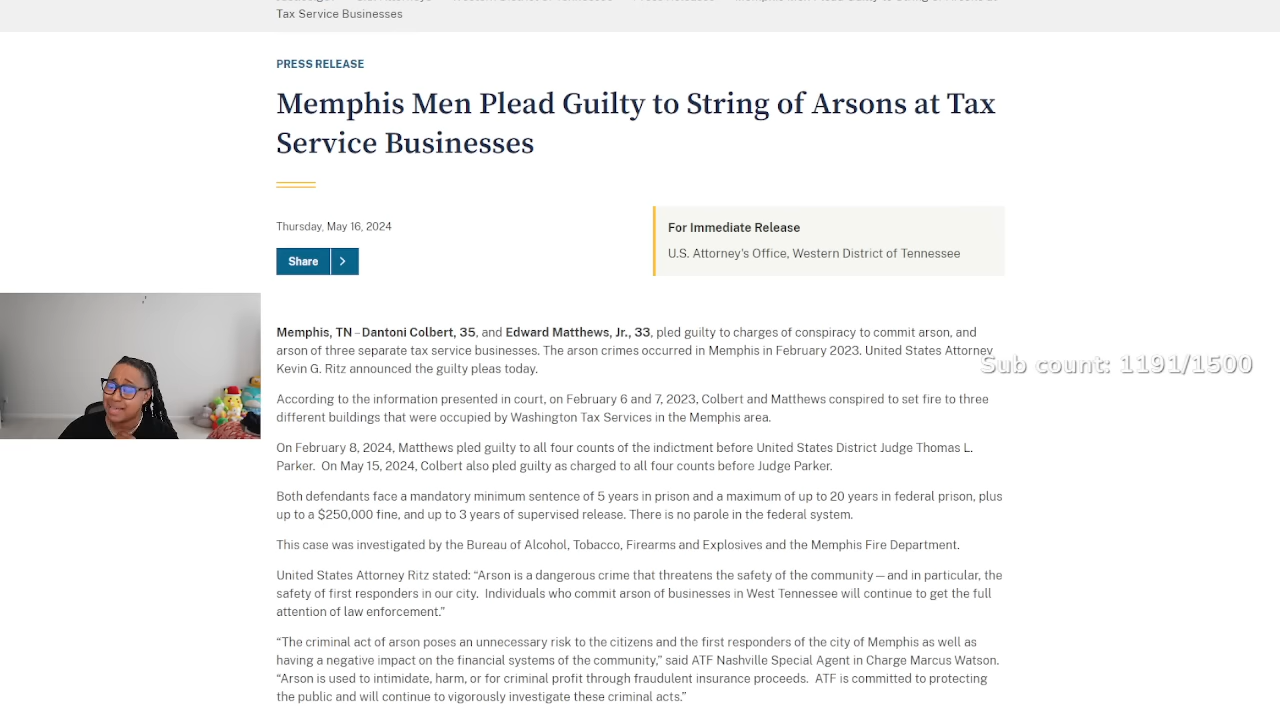 Tax Service Businesses
PRESS RELEASE
Memphis Men Plead Guilty to String of Arsons at Tax
Service Businesses
Thursday, May 16, 2024
Share
For Immediate Release
U.S. Attorney's Office, Western District of Tennessee
Memphis, TN – Dantoni Colbert, 35, and Edward Matthews, Jr., 33, pled guilty to charges of conspiracy to commit arson, and
arson of three separate tax service businesses. The arson crimes occurred in Memphis in February 2023. United States Attorney
Kevin G. Ritz announced the guilty pleas today.
Sub count: 1191/1500
According to the information presented in court, on February 6 and 7, 2023, Colbert and Matthews conspired to set fire to three
different buildings that were occupied by Washington Tax Services in the Memphis area.
On February 8, 2024, Matthews pled guilty to all four counts of the indictment before United States District Judge Thomas L.
Parker. On May 15, 2024, Colbert also pled guilty as charged to all four counts before Judge Parker.
Both defendants face a mandatory minimum sentence of 5 years in prison and a maximum of up to 20 years in federal prison, plus
up to a $250,000 fine, and up to 3 years of supervised release. There is no parole in the federal system.
This case was investigated by the Bureau of Alcohol, Tobacco, Firearms and Explosives and the Memphis Fire Department.
United States Attorney Ritz stated: “Arson is a dangerous crime that threatens the safety of the community — and in particular, the
safety of first responders in our city. Individuals who commit arson of businesses in West Tennessee will continue to get the full
attention of law enforcement.”
“The criminal act of arson poses an unnecessary risk to the citizens and the first responders of the city of Memphis as well as
having a negative impact on the financial systems of the community,” said ATF Nashville Special Agent in Charge Marcus Watson.
“Arson is used to intimidate, harm, or for criminal profit through fraudulent insurance proceeds. ATF is committed to protecting
the public and will continue to vigorously investigate these criminal acts.”